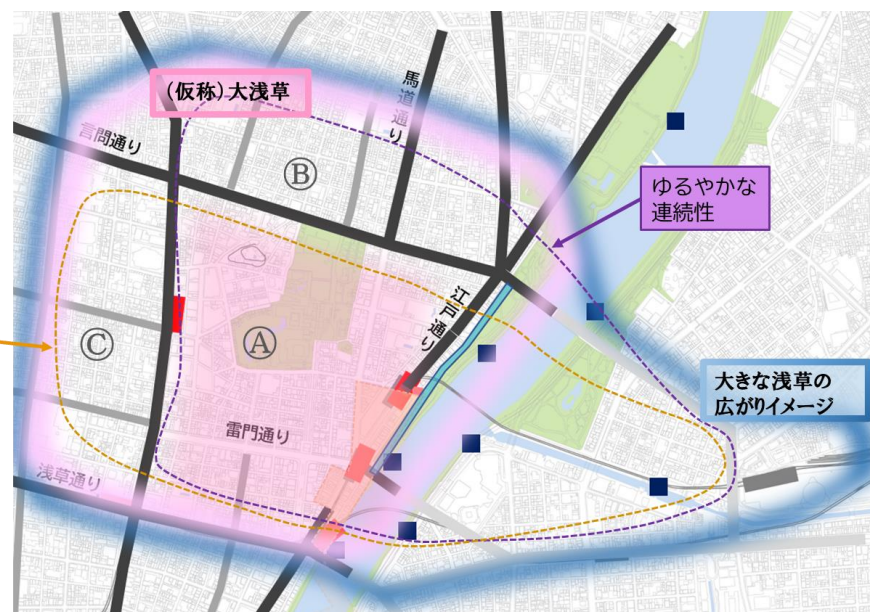 (仮称)大浅草
馬道通り
言問通り
Ⓑ
ゆるやかな
連続性
江戸通り
Ⓐ
Ⓒ
大きな浅草の
広がりイメージ
雷門通り
浅草通り